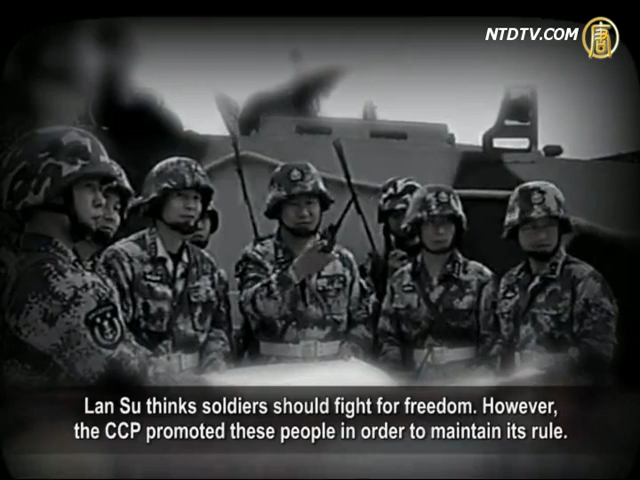 NTDTV.COM
唐
Lan Su thinks soldiers should fight for freedom. However,
the CCP promoted these people in order to maintain its rule.